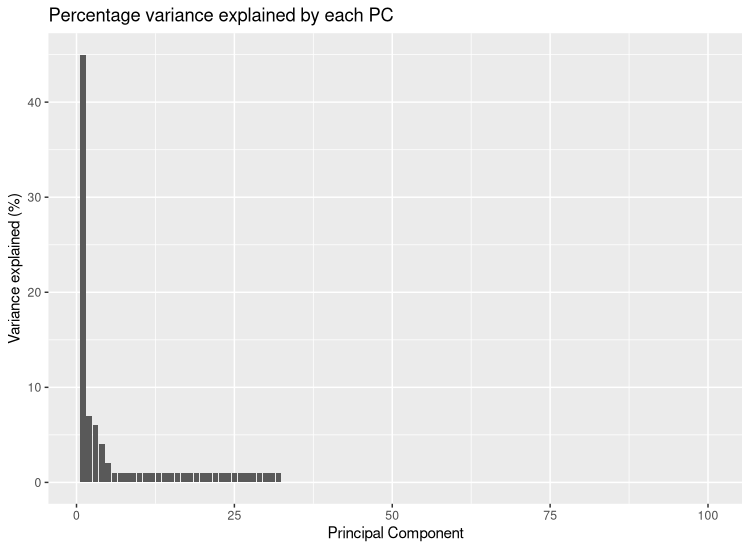 Percentage variance explained by each PC
Variance explained (%)
40
30
20
10
0
0 25 50 75 100
Principal Component